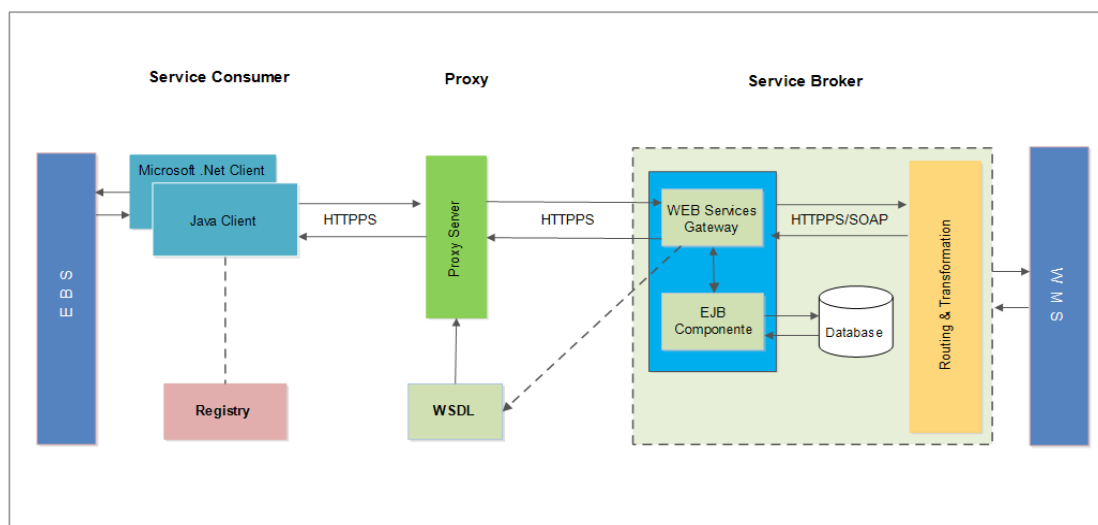 Service Consumer
Proxy
Service Broker
Microsoft .Net Client
Java Client
E B S
HTTPPS
Proxy Server
HTTPPS
WEB Services
Gateway
HTTPPS/SOAP
EJB
Componente
Database
Routing & Transformation
W M S
Registry
WSDL